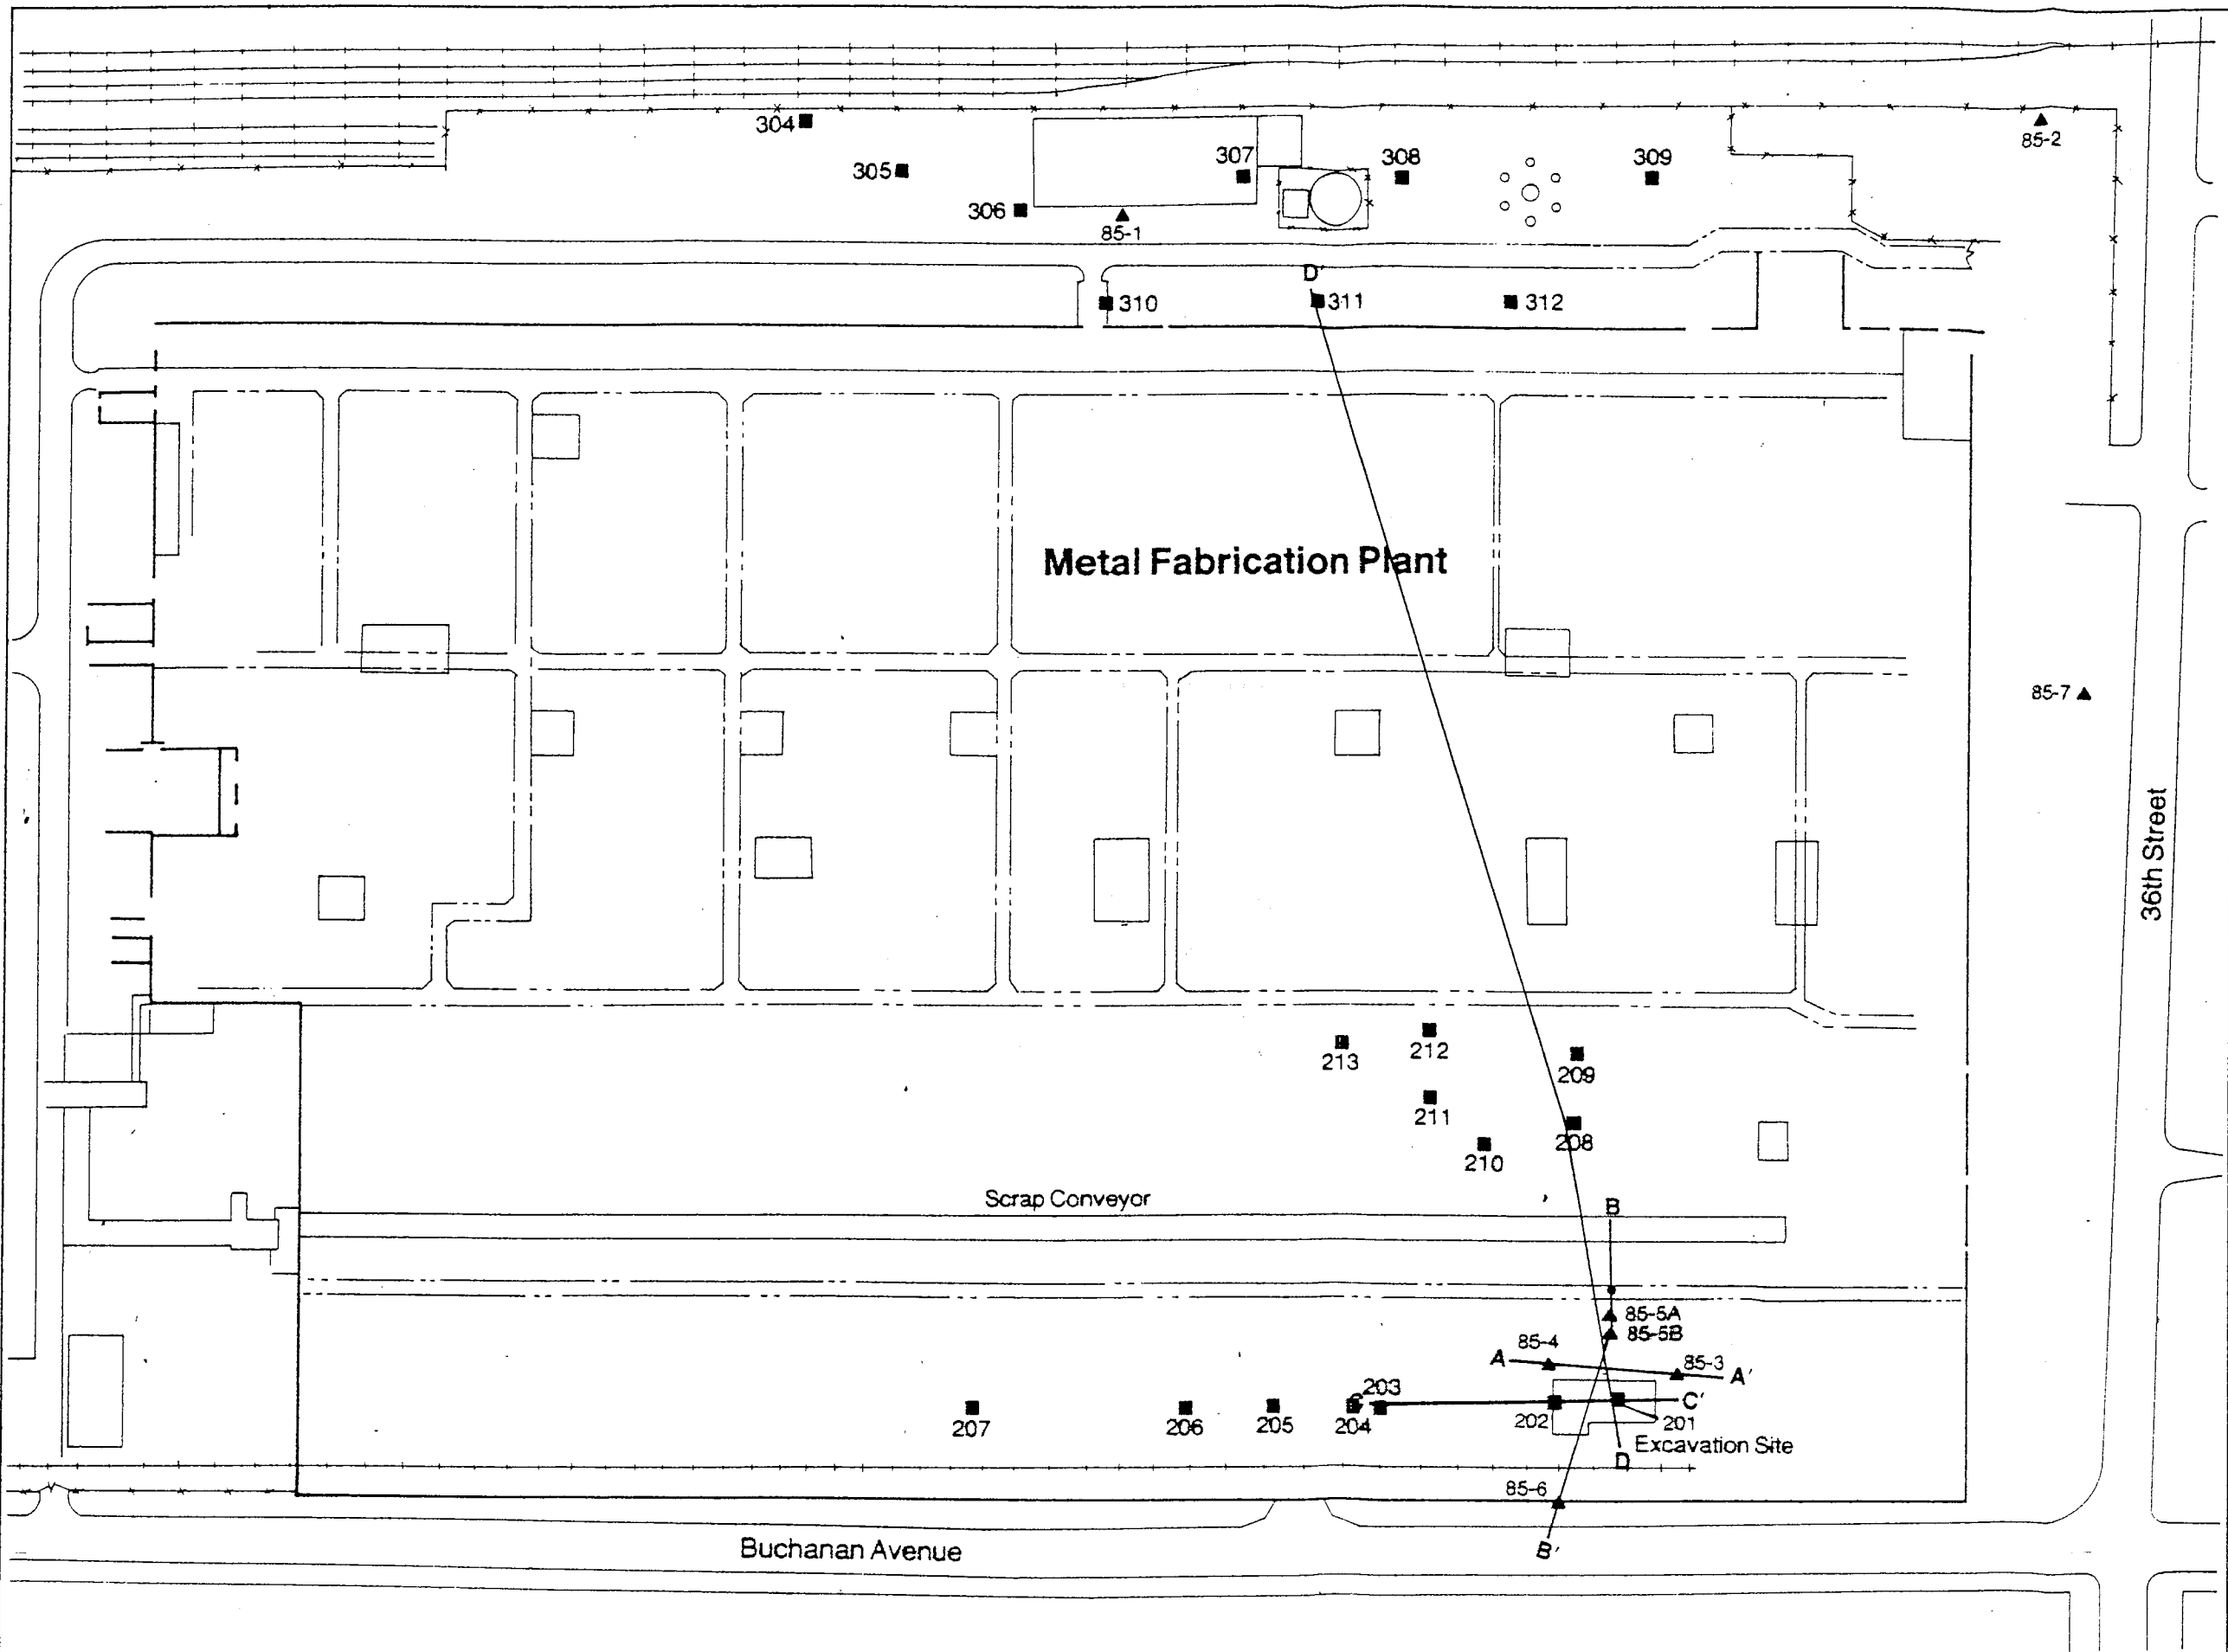 304
305
306
307
308
309
85-1
85-2
D'
310
311
312
Metal Fabrication Plant
85-7
36th Street
213
212
209
211
208
210
Scrap Conveyor
B
85-5A
85-5B
85-4
A
85-3
A'
C
203
C'
207
206
205
204
202
201
Excavation Site
D
85-6
B'
Buchanan Avenue